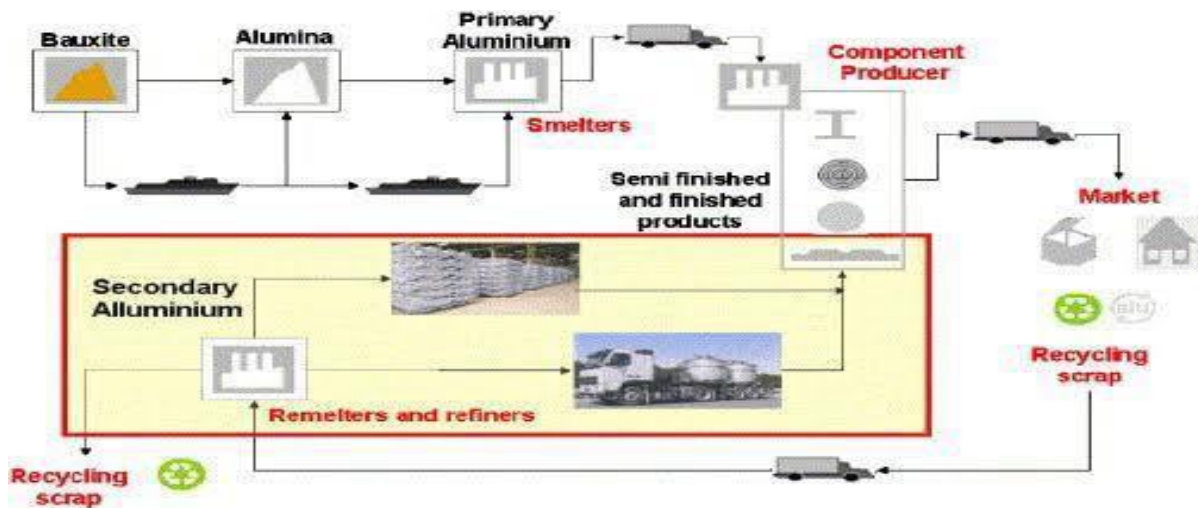 Bauxite
Alumina
Primary
Aluminium
Component
Producer
Smelters
Semi finished
and finished
products
Market
Secondary
Alluminium
Remelters and refiners
Recycling
scrap
Recycling
scrap